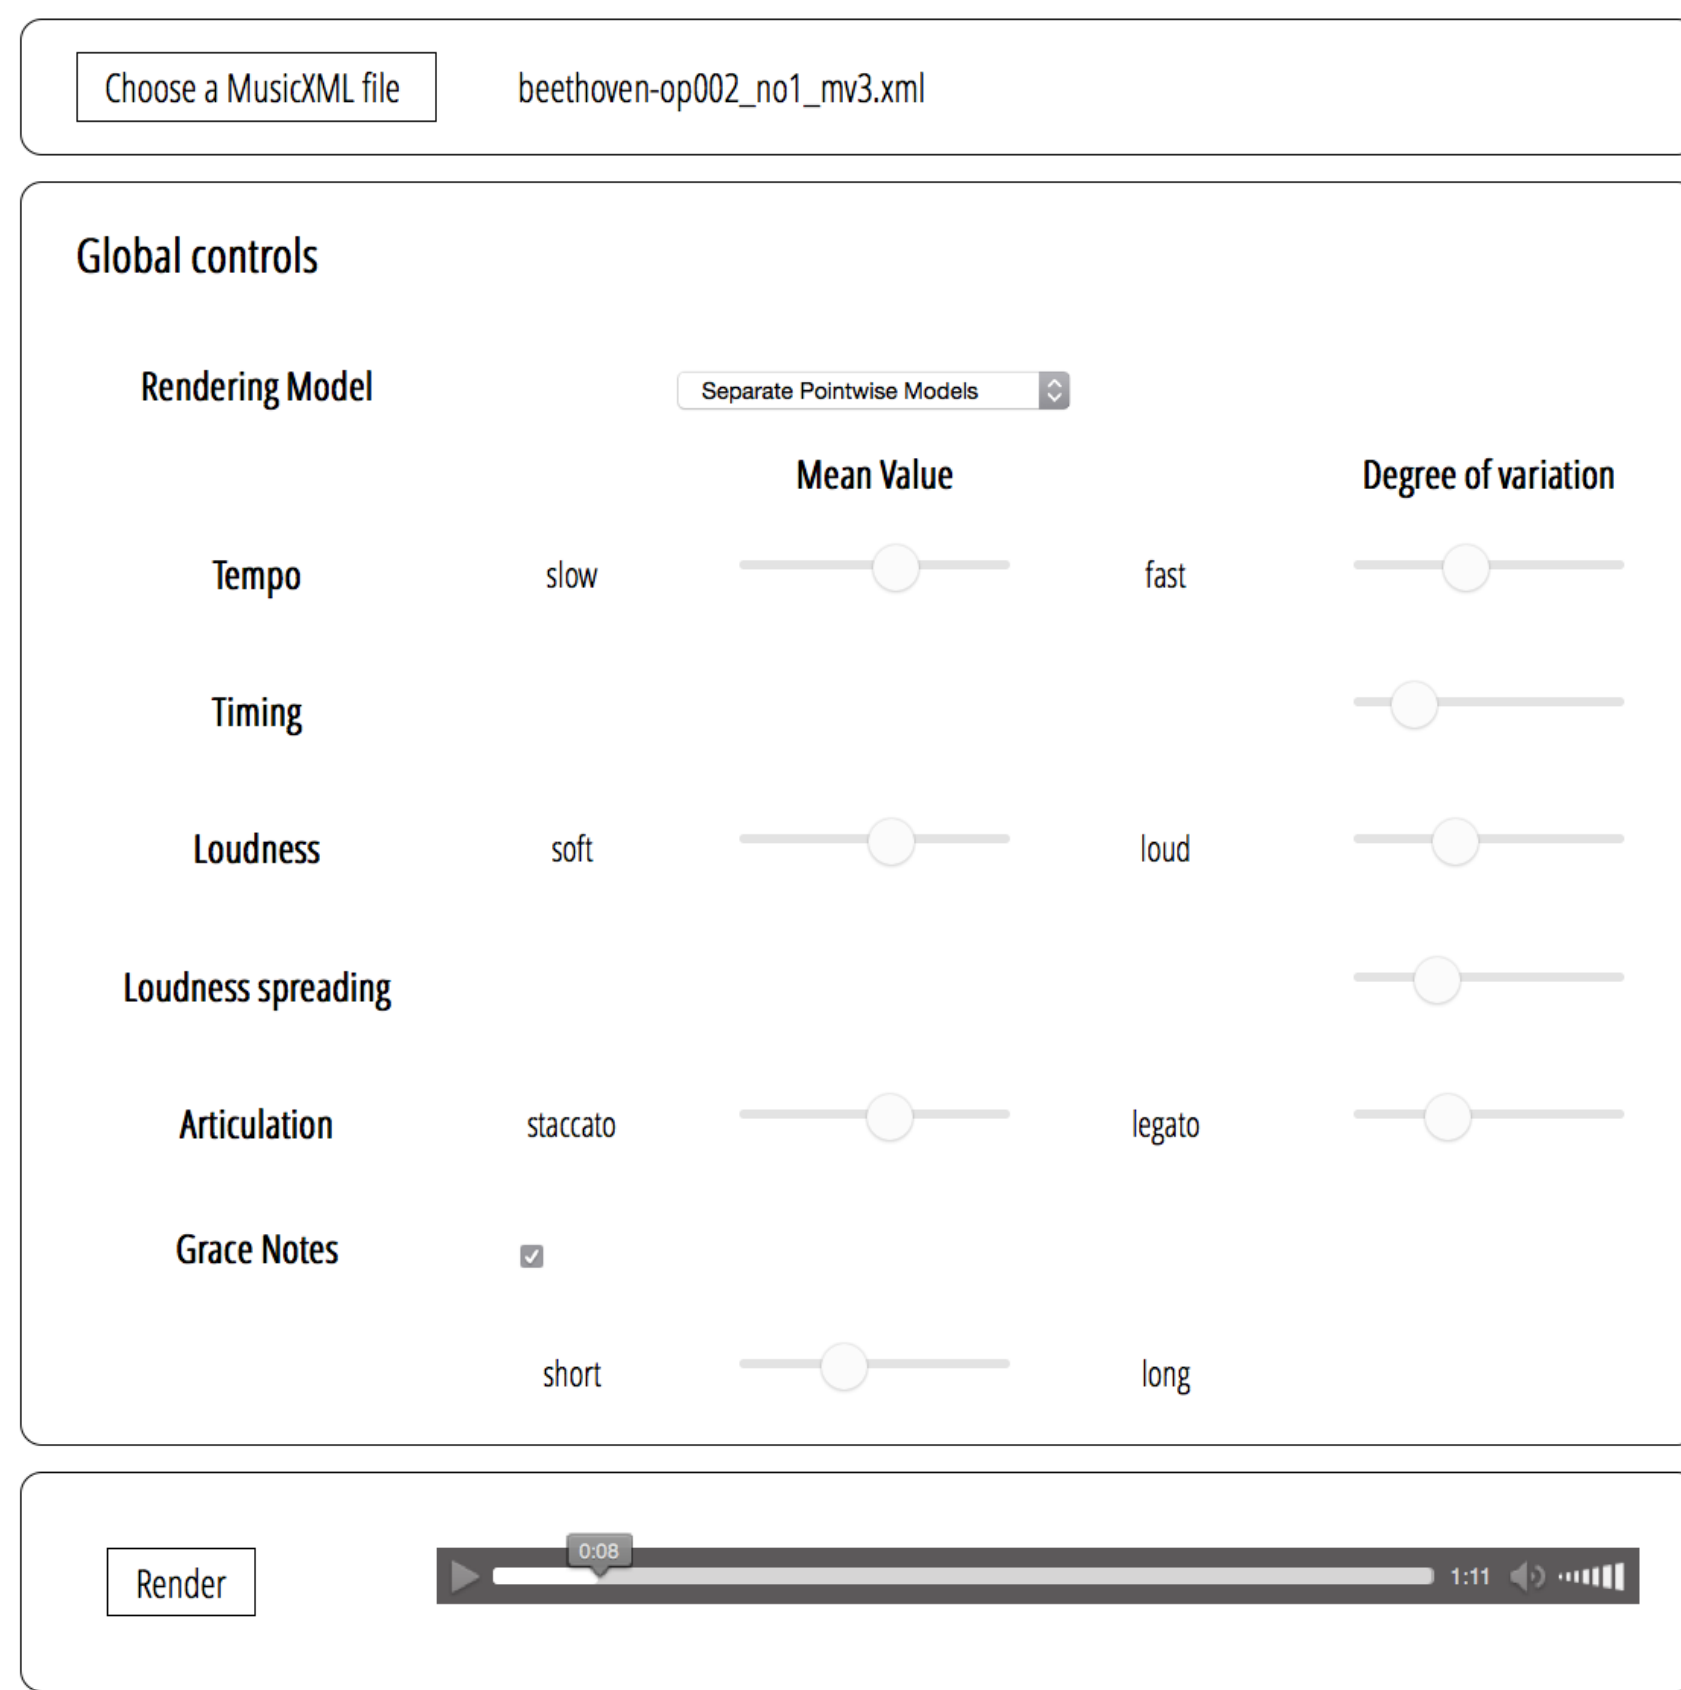 Choose a MusicXML file beethoven-op002_no1_mv3.xml
Global controls
Rendering Model Separate Pointwise Models
Mean Value Degree of variation
Tempo slow fast
Timing
Loudness soft loud
Loudness spreading
Articulation staccato legato
Grace Notes
short long
0:08
Render 1:11